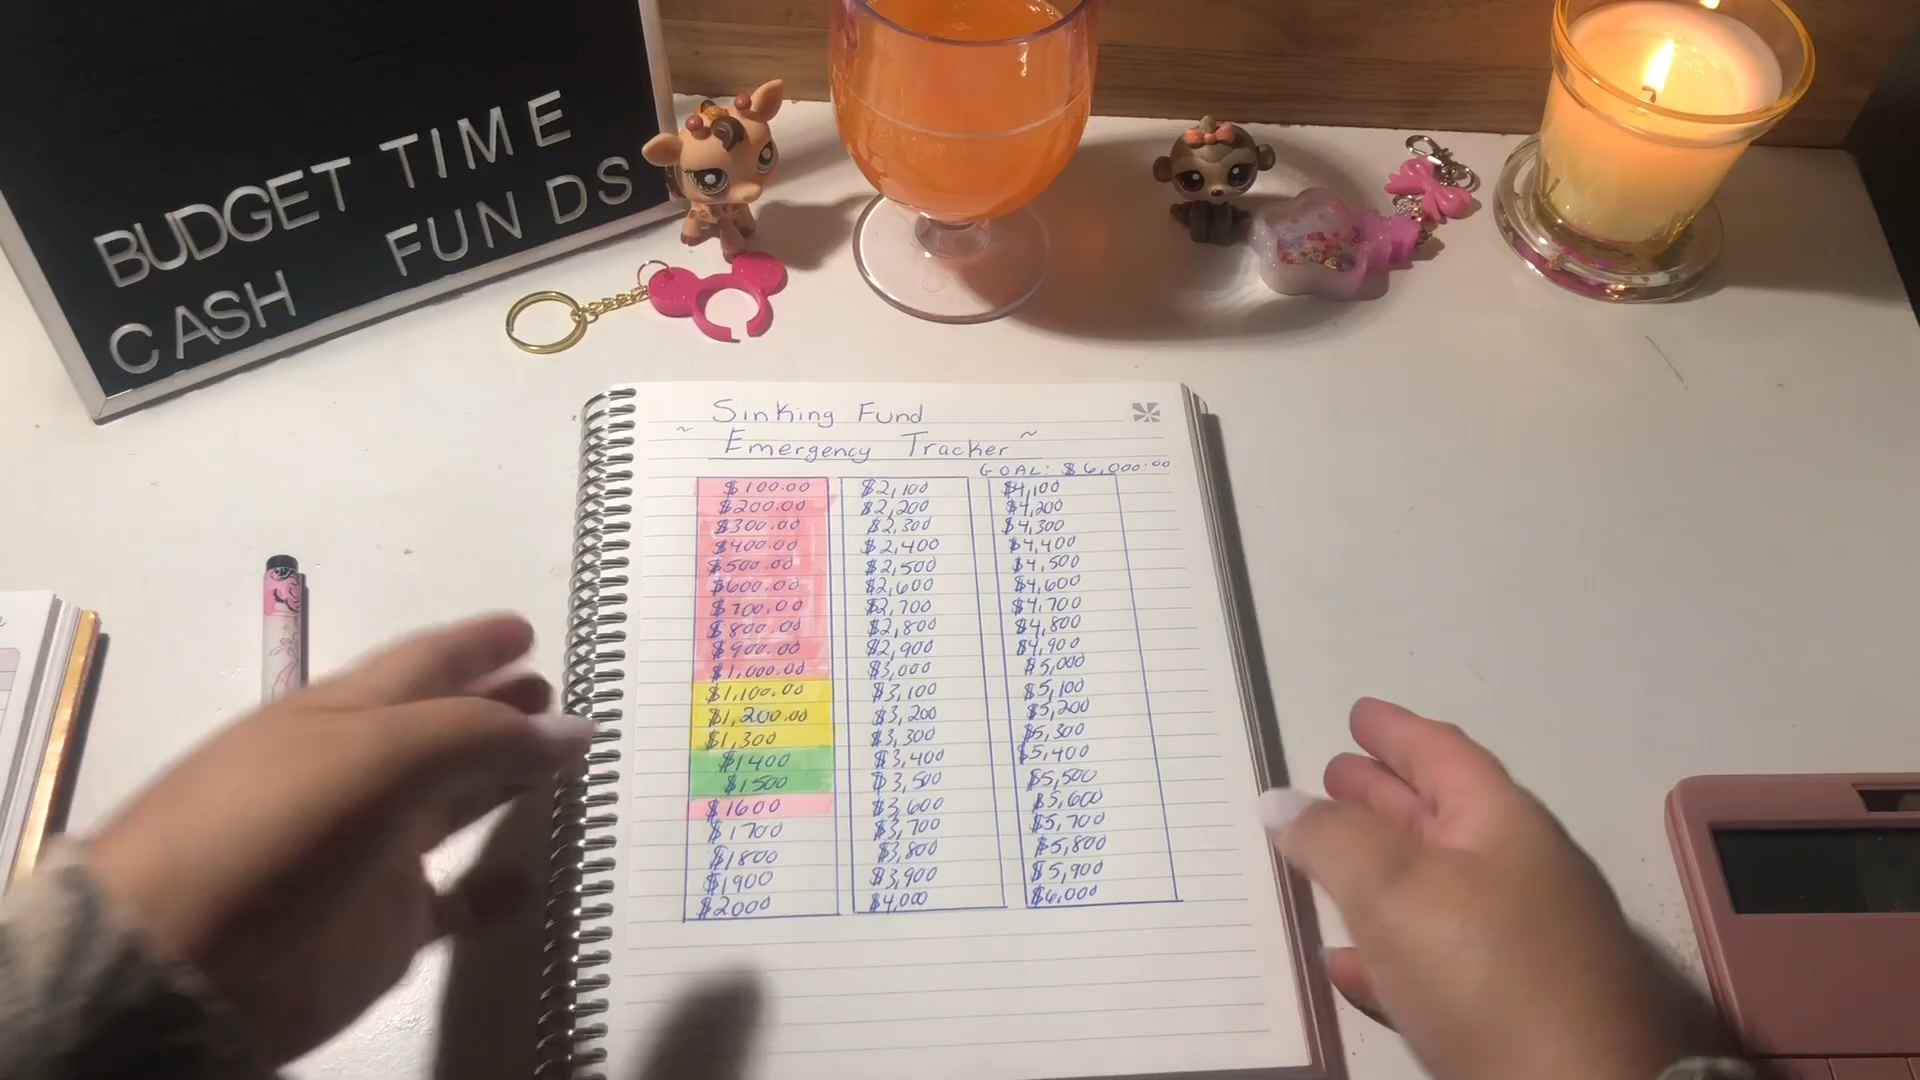 BUDGET TIME
CASH FUNDS
Sinking Fund
~ Emergency Tracker ~
GOAL: $6,000.00
$100.00 $2,100 $4,100
$200.00 $2,200 $4,200
$300.00 $2,300 $4,300
$400.00 $2,400 $4,400
$500.00 $2,500 $4,500
$600.00 $2,600 $4,600
$700.00 $2,700 $4,700
$800.00 $2,800 $4,800
$900.00 $2,900 $4,900
$1,000.00 $3,000 $5,000
$1,100.00 $3,100 $5,100
$1,200.00 $3,200 $5,200
$1,300 $3,300 $5,300
$1400 $3,400 $5,400
$1500 $3,500 $5,500
$1600 $3,600 $5,600
$1700 $3,700 $5,700
$1800 $3,800 $5,800
$1900 $3,900 $5,900
$2000 $4,000 $6,000